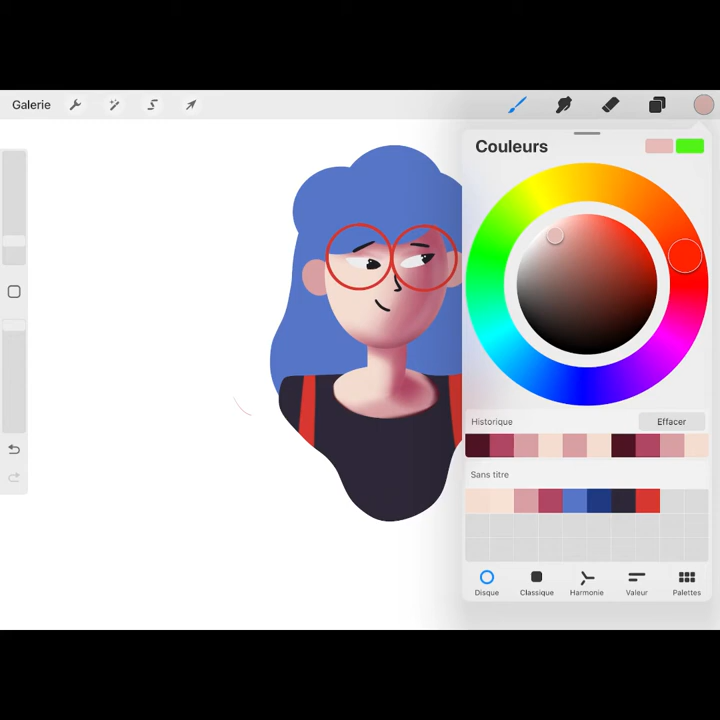 Galerie
Couleurs
Historique
Effacer
Sans titre
Disque
Classique
Harmonie
Valeur
Palettes